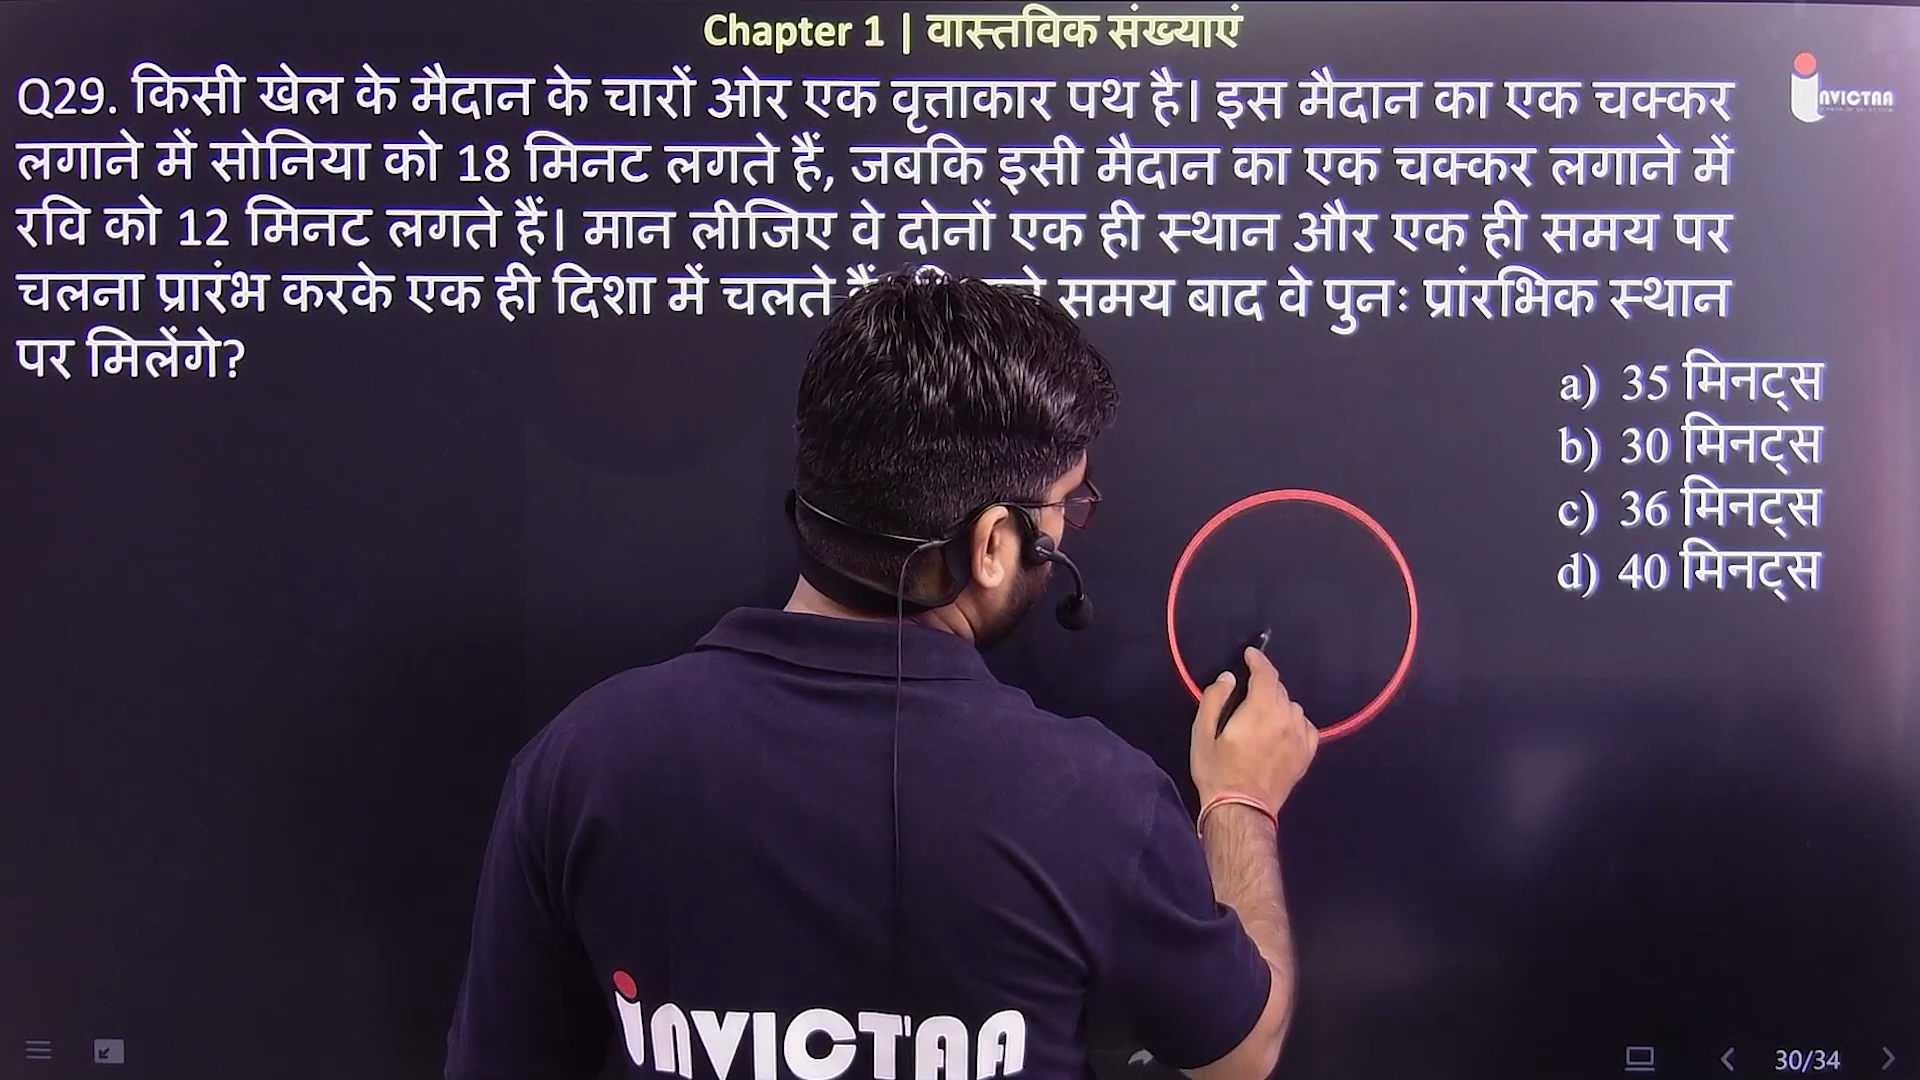 Chapter 1 | वास्तविक संख्याएं
Q29. किसी खेल के मैदान के चारों ओर एक वृत्ताकार पथ है। इस मैदान का एक चक्कर
लगाने में सोनिया को 18 मिनट लगते हैं, जबकि इसी मैदान का एक चक्कर लगाने में
रवि को 12 मिनट लगते हैं। मान लीजिए वे दोनों एक ही स्थान और एक ही समय पर
चलना प्रारंभ करके एक ही दिशा में चलते समय बाद वे पुनः प्रांरभिक स्थान
पर मिलेंगे?
a) 35 मिनट्स
b) 30 मिनट्स
c) 36 मिनट्स
d) 40 मिनट्स
iNVICTAA
iNVICTAA
30/34